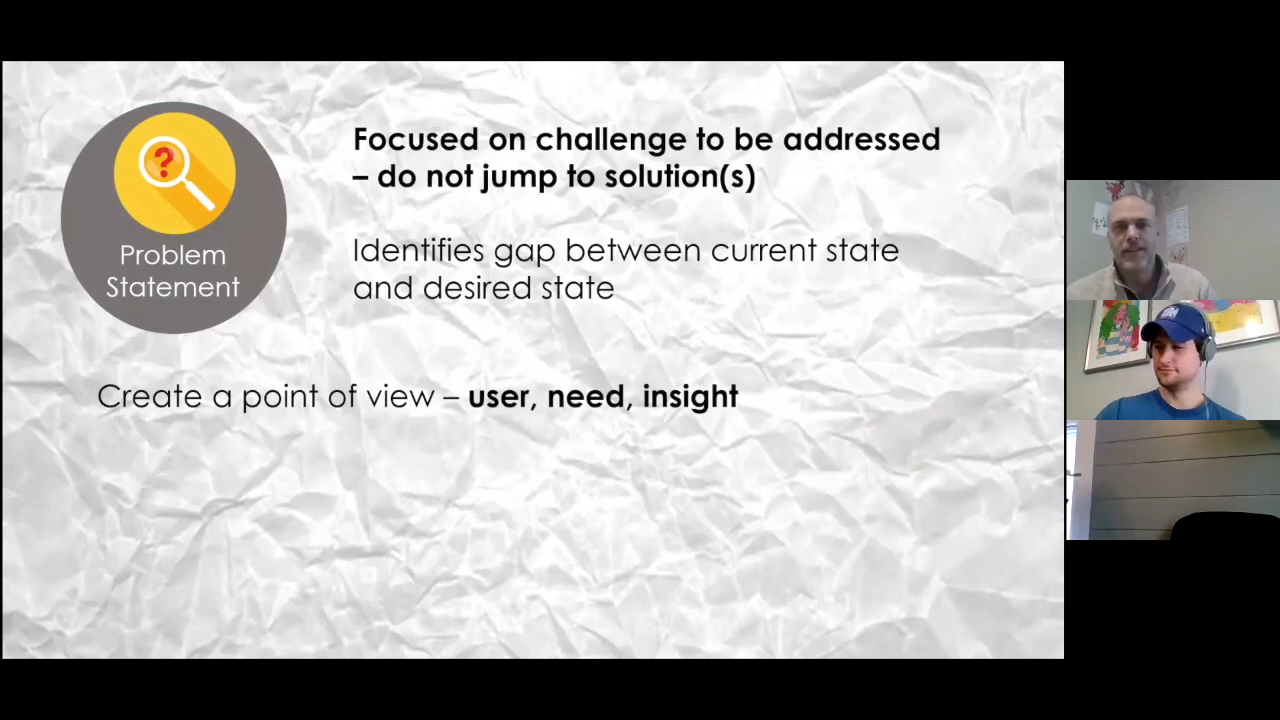 Problem
Statement
Focused on challenge to be addressed
– do not jump to solution(s)
Identifies gap between current state
and desired state
Create a point of view – user, need, insight